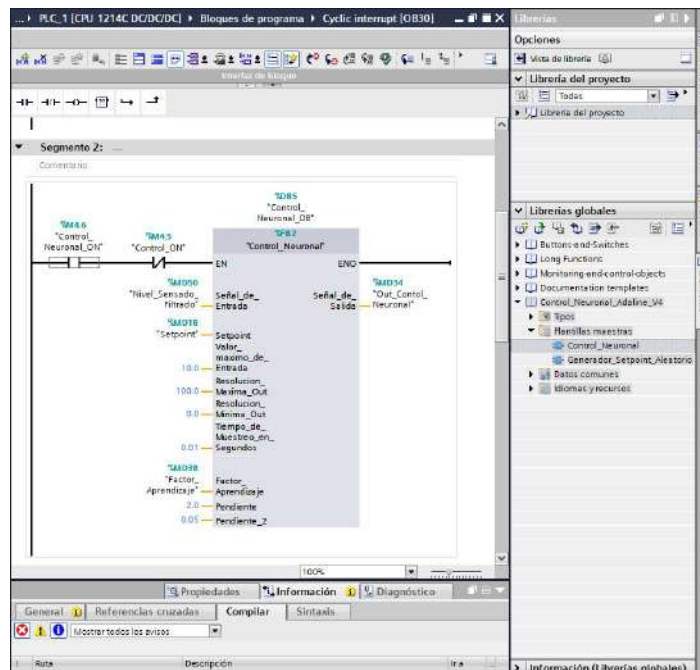 ... PLC_1 [CPU 1214C DC/DC/DC] ▸ Bloques de programa ▸ Cyclic interrupt [OB30]
Interfaz de bloque
Segmento 2: ....
Comentario
%DB5
"Control_
Neuronal_DB"
%M4.6
"Control_
Neuronal_ON"
%M4.5
"Control_ON"
%FB2
"Control_Neuronal"
EN
ENO
%MD50
"Nivel_Sensado_
Filtrado"
Señal_de_
Entrada
Señal_de_
Salida
%MD34
"Out_Contol_
Neuronal"
%MD18
"Setpoint"
Setpoint
Valor_
maximo_de_
10.0
Entrada
Resolucion_
100.0
Maxima_Out
Resolucion_
0.0
Minima_Out
Tiempo_de_
Muestreo_en_
0.01
Segundos
%MD38
"Factor_
Aprendizaje"
Factor_
Aprendizaje
2.0
Pendiente
0.05
Pendiente_2
100%
Propiedades
Información
Diagnóstico
General
Referencias cruzadas
Compilar
Sintaxis
Mostrar todos los avisos
!
Ruta
Descripción
Ir a
Librerías
Opciones
Vista de librería
Librería del proyecto
Todas
Librería del proyecto
Librerías globales
Buttons-and-Switches
Long Functions
Monitoring-and-control-objects
Documentation templates
Control_Neuronal_Adaline_V4
Tipos
Plantillas maestras
Control_Neuronal
Generador_Setpoint_Aleatorio
Datos comunes
Idiomas y recursos
Información (Librerías globales)